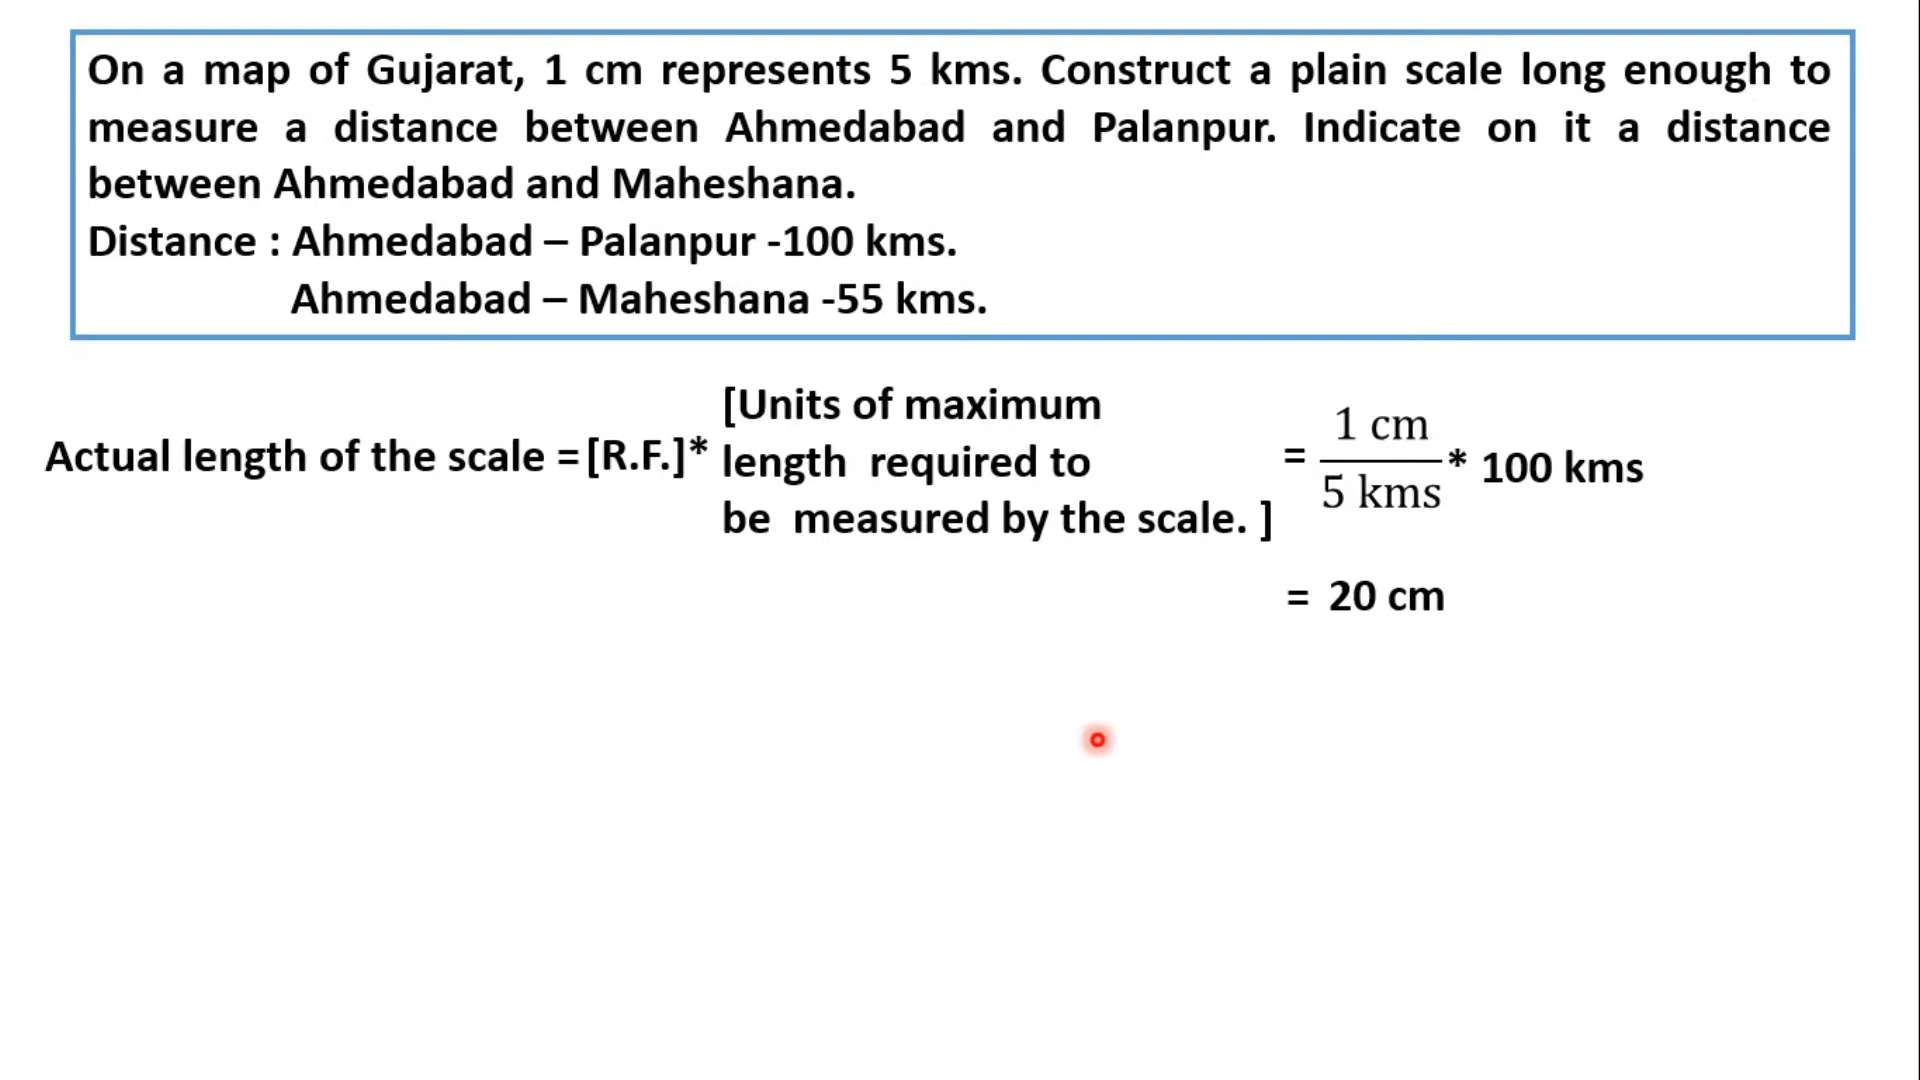 On a map of Gujarat, 1 cm represents 5 kms. Construct a plain scale long enough to
measure a distance between Ahmedabad and Palanpur. Indicate on it a distance
between Ahmedabad and Maheshana.
Distance : Ahmedabad – Palanpur -100 kms.
Ahmedabad – Maheshana -55 kms.
Actual length of the scale = [R.F.]*
[Units of maximum
length required to
be measured by the scale. ]
= 1 cm
5 kms
* 100 kms
= 20 cm